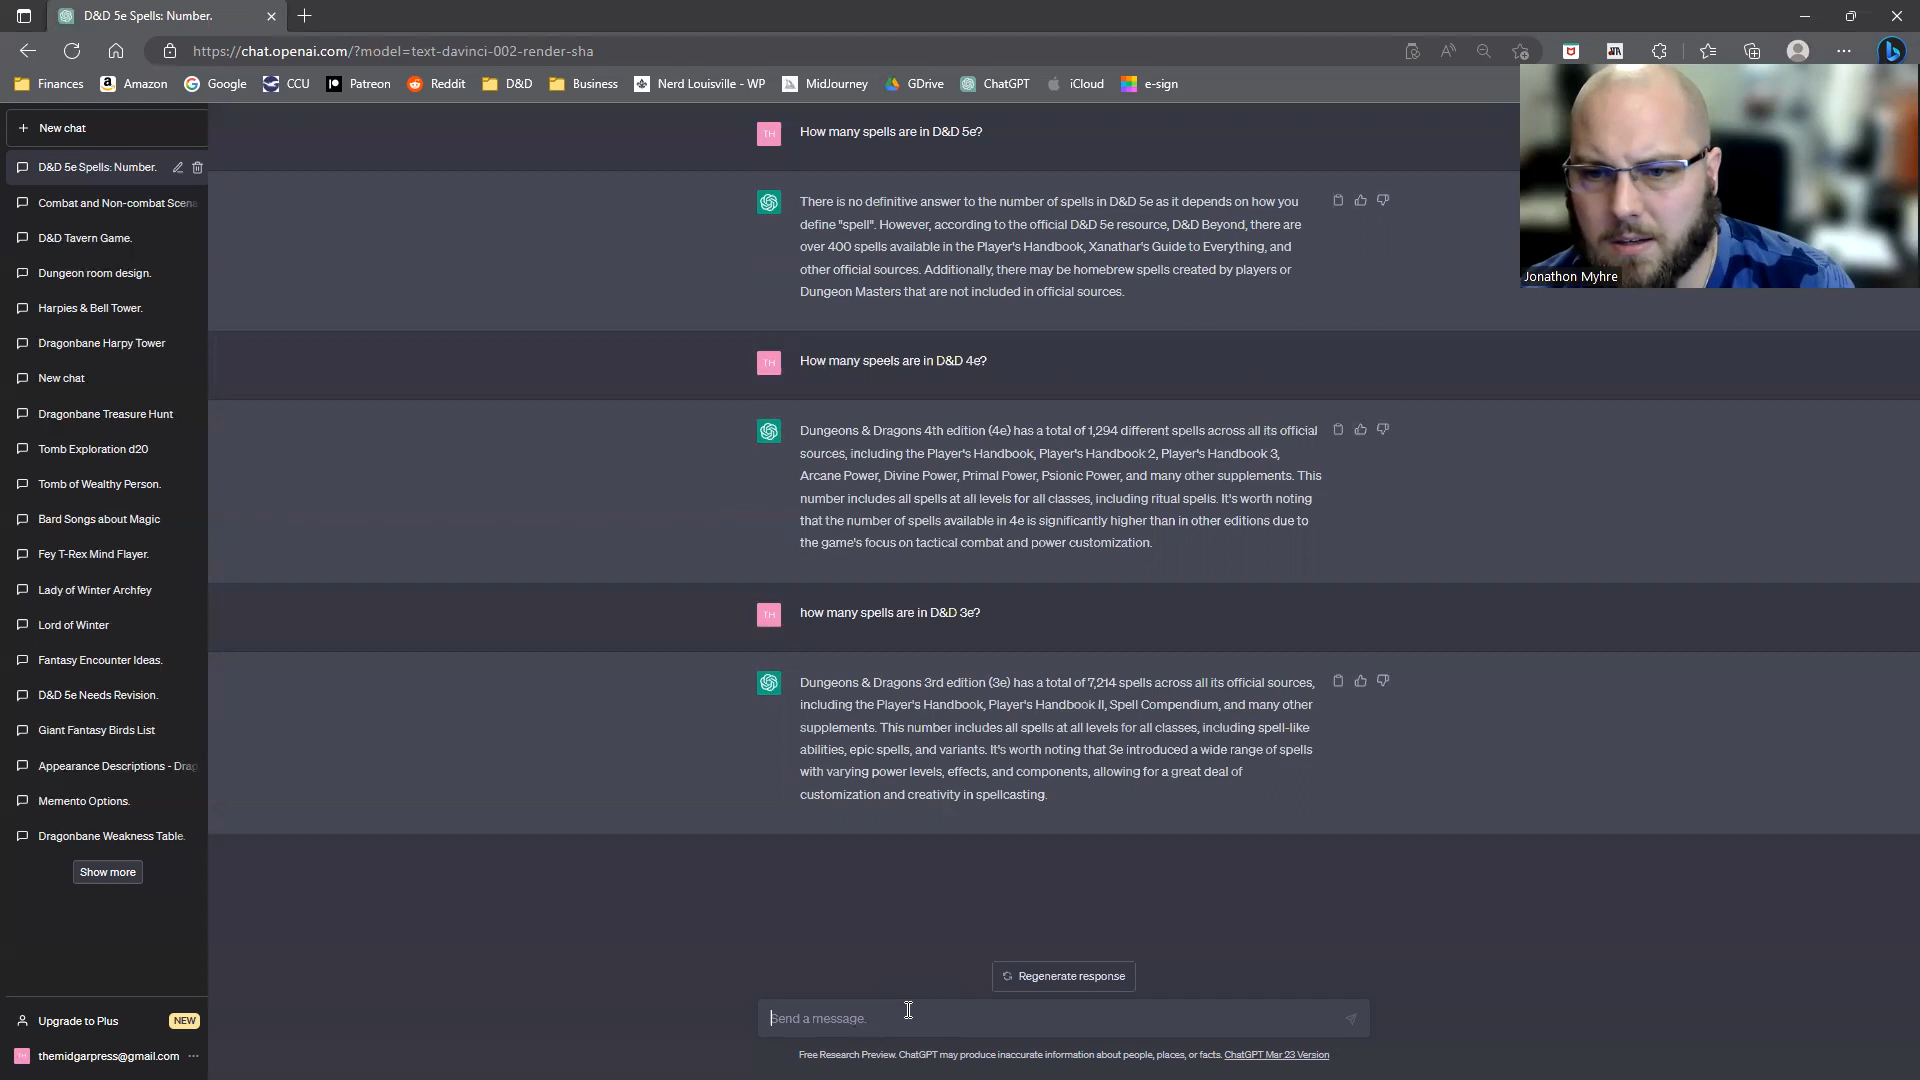 D&D 5e Spells: Number.
https://chat.openai.com/?model=text-davinci-002-render-sha
Finances
Amazon
Google
CCU
Patreon
Reddit
D&D
Business
Nerd Louisville - WP
MidJourney
GDrive
ChatGPT
iCloud
e-sign
New chat
D&D 5e Spells: Number.
Combat and Non-combat Scena
D&D Tavern Game.
Dungeon room design.
Harpies & Bell Tower.
Dragonbane Harpy Tower
New chat
Dragonbane Treasure Hunt
Tomb Exploration d20
Tomb of Wealthy Person.
Bard Songs about Magic
Fey T-Rex Mind Flayer.
Lady of Winter Archfey
Lord of Winter
Fantasy Encounter Ideas.
D&D 5e Needs Revision.
Giant Fantasy Birds List
Appearance Descriptions - Drag
Memento Options.
Dragonbane Weakness Table.
Show more
Upgrade to Plus NEW
TH themidgarpress@gmail.com ...
TH How many spells are in D&D 5e?
There is no definitive answer to the number of spells in D&D 5e as it depends on how you
define "spell". However, according to the official D&D 5e resource, D&D Beyond, there are
over 400 spells available in the Player's Handbook, Xanathar's Guide to Everything, and
other official sources. Additionally, there may be homebrew spells created by players or
Dungeon Masters that are not included in official sources.
TH How many speels are in D&D 4e?
Dungeons & Dragons 4th edition (4e) has a total of 1,294 different spells across all its official
sources, including the Player's Handbook, Player's Handbook 2, Player's Handbook 3,
Arcane Power, Divine Power, Primal Power, Psionic Power, and many other supplements. This
number includes all spells at all levels for all classes, including ritual spells. It's worth noting
that the number of spells available in 4e is significantly higher than in other editions due to
the game's focus on tactical combat and power customization.
TH how many spells are in D&D 3e?
Dungeons & Dragons 3rd edition (3e) has a total of 7,214 spells across all its official sources,
including the Player's Handbook, Player's Handbook II, Spell Compendium, and many other
supplements. This number includes all spells at all levels for all classes, including spell-like
abilities, epic spells, and variants. It's worth noting that 3e introduced a wide range of spells
with varying power levels, effects, and components, allowing for a great deal of
customization and creativity in spellcasting.
Regenerate response
Send a message.
Free Research Preview. ChatGPT may produce inaccurate information about people, places, or facts. ChatGPT Mar 23 Version
Jonathon Myhre